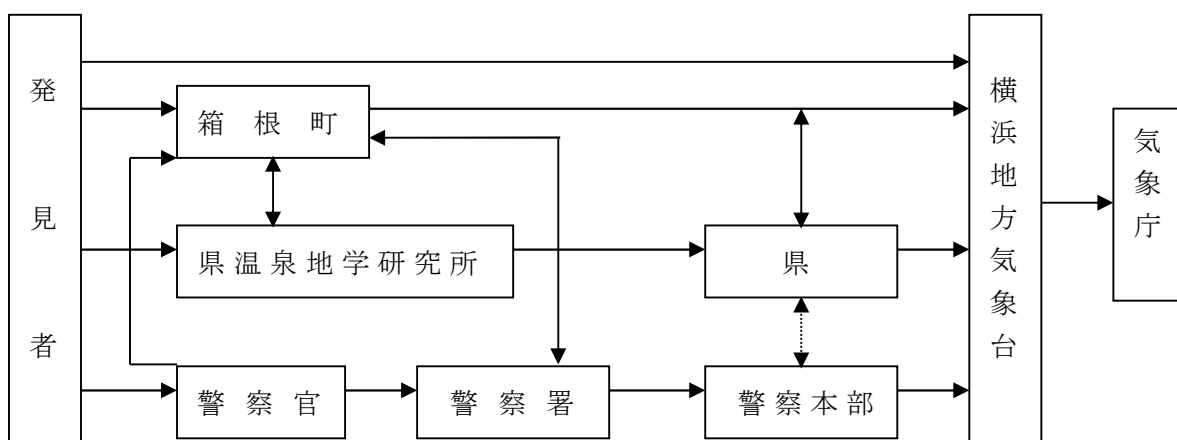 発見者
箱根町
県温泉地学研究所
県
警察官
警察署
警察本部
横浜地方気象台
気象庁